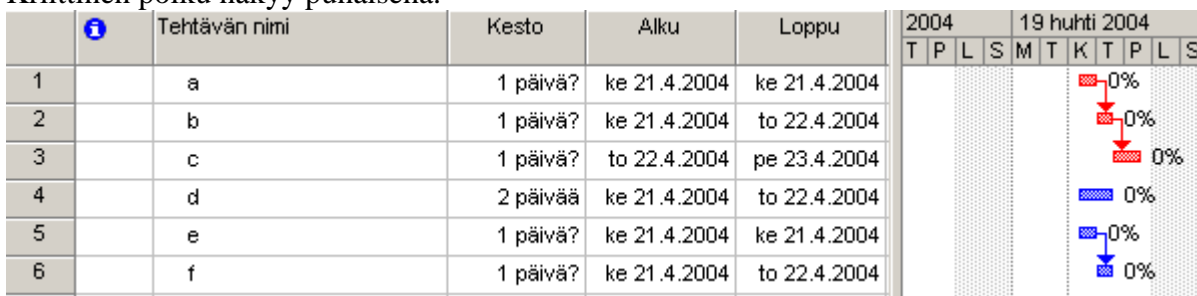 Kriittinen polku näkyy punaisena.
Tehtävän nimi Kesto Alku Loppu 2004 19 huhti 2004
T P L S M T K T P L S
1 a 1 päivä? ke 21.4.2004 ke 21.4.2004 0%
2 b 1 päivä? ke 21.4.2004 to 22.4.2004 0%
3 c 1 päivä? to 22.4.2004 pe 23.4.2004 0%
4 d 2 päivää ke 21.4.2004 to 22.4.2004 0%
5 e 1 päivä? ke 21.4.2004 ke 21.4.2004 0%
6 f 1 päivä? ke 21.4.2004 to 22.4.2004 0%